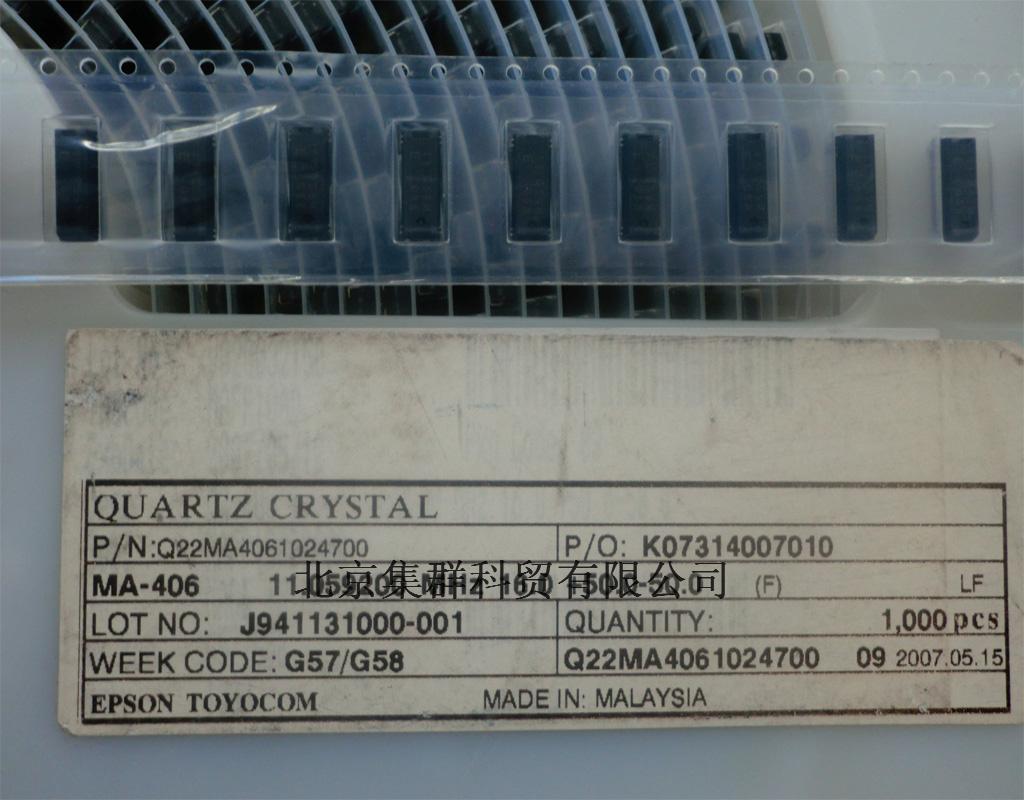 QUARTZ CRYSTAL
P/N:Q22MA4061024700 P/O: K07314007010
MA-406 (F) LF
北京集群科贸有限公司
LOT NO: J941131000-001 QUANTITY: 1,000 pcs
WEEK CODE: G57/G58 Q22MA4061024700 09 2007.05.15
EPSON TOYOCOM MADE IN: MALAYSIA